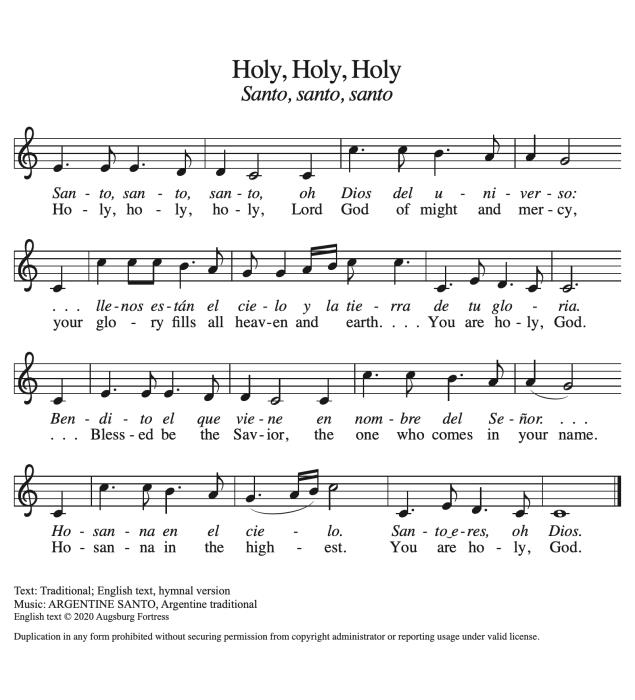 Holy, Holy, Holy
Santo, santo, santo
San - to, san - to, san - to, oh Dios del u - ni - ver - so:
Ho - ly, ho - ly, ho - ly, Lord God of might and mer - cy,
. . . lle - nos es - tán el cie - lo y la tie - rra de tu glo - ria.
your glo - ry fills all heav - en and earth. . . . You are ho - ly, God.
Ben - di - to el que vie - ne en nom - bre del Se - ñor. . . .
. . . Bless - ed be the Sav - ior, the one who comes in your name.
Ho - san - na en el cie - lo. San - to_e - res, oh Dios.
Ho - san - na in the high - est. You are ho - ly, God.
Text: Traditional; English text, hymnal version
Music: ARGENTINE SANTO, Argentine traditional
English text © 2020 Augsburg Fortress
Duplication in any form prohibited without securing permission from copyright administrator or reporting usage under valid license.